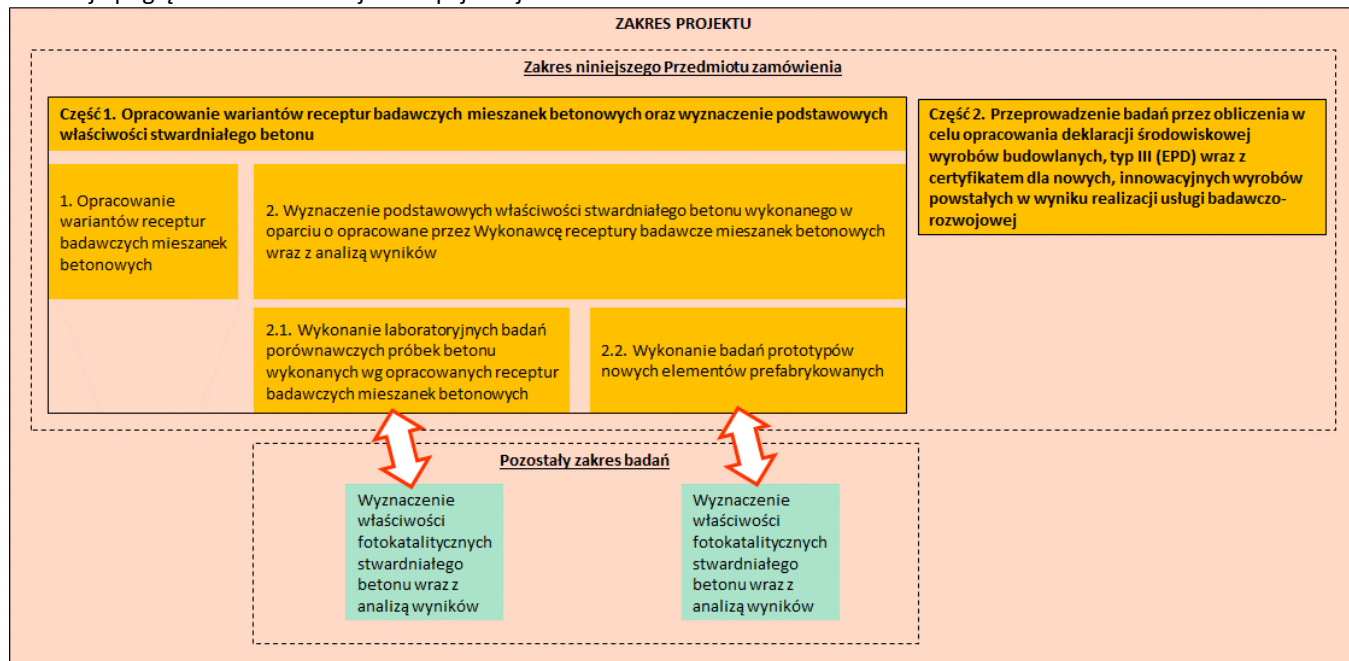 ZAKRES PROJEKTU
Zakres niniejszego Przedmiotu zamówienia
Część 1. Opracowanie wariantów receptur badawczych mieszanek betonowych oraz wyznaczenie podstawowych
właściwości stwardniałego betonu
1. Opracowanie
wariantów receptur
badawczych mieszanek
betonowych
2. Wyznaczenie podstawowych właściwości stwardniałego betonu wykonanego w
oparciu o opracowane przez Wykonawcę receptury badawcze mieszanek betonowych
wraz z analizą wyników
2.1. Wykonanie laboratoryjnych badań
porównawczych próbek betonu
wykonanych wg opracowanych receptur
badawczych mieszanek betonowych
2.2. Wykonanie badań prototypów
nowych elementów prefabrykowanych
Część 2. Przeprowadzenie badań przez obliczenia w
celu opracowania deklaracji środowiskowej
wyrobów budowlanych, typ III (EPD) wraz z
certyfikatem dla nowych, innowacyjnych wyrobów
powstałych w wyniku realizacji usługi badawczo-
rozwojowej
Pozostały zakres badań
Wyznaczenie
właściwości
fotokatalitycznych
stwardniałego
betonu wraz z
analizą wyników
Wyznaczenie
właściwości
fotokatalitycznych
stwardniałego
betonu wraz z
analizą wyników